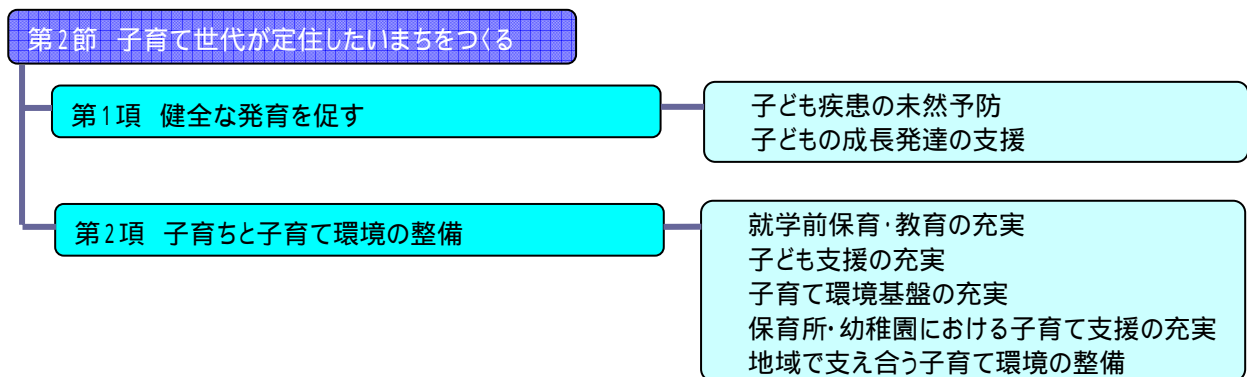 第2節 子育て世代が定住したいまちをつくる
第1項 健全な発育を促す
子ども疾患の未然予防
子どもの成長発達の支援
第2項 子育ちと子育て環境の整備
就学前保育・教育の充実
子ども支援の充実
子育て環境基盤の充実
保育所・幼稚園における子育て支援の充実
地域で支え合う子育て環境の整備